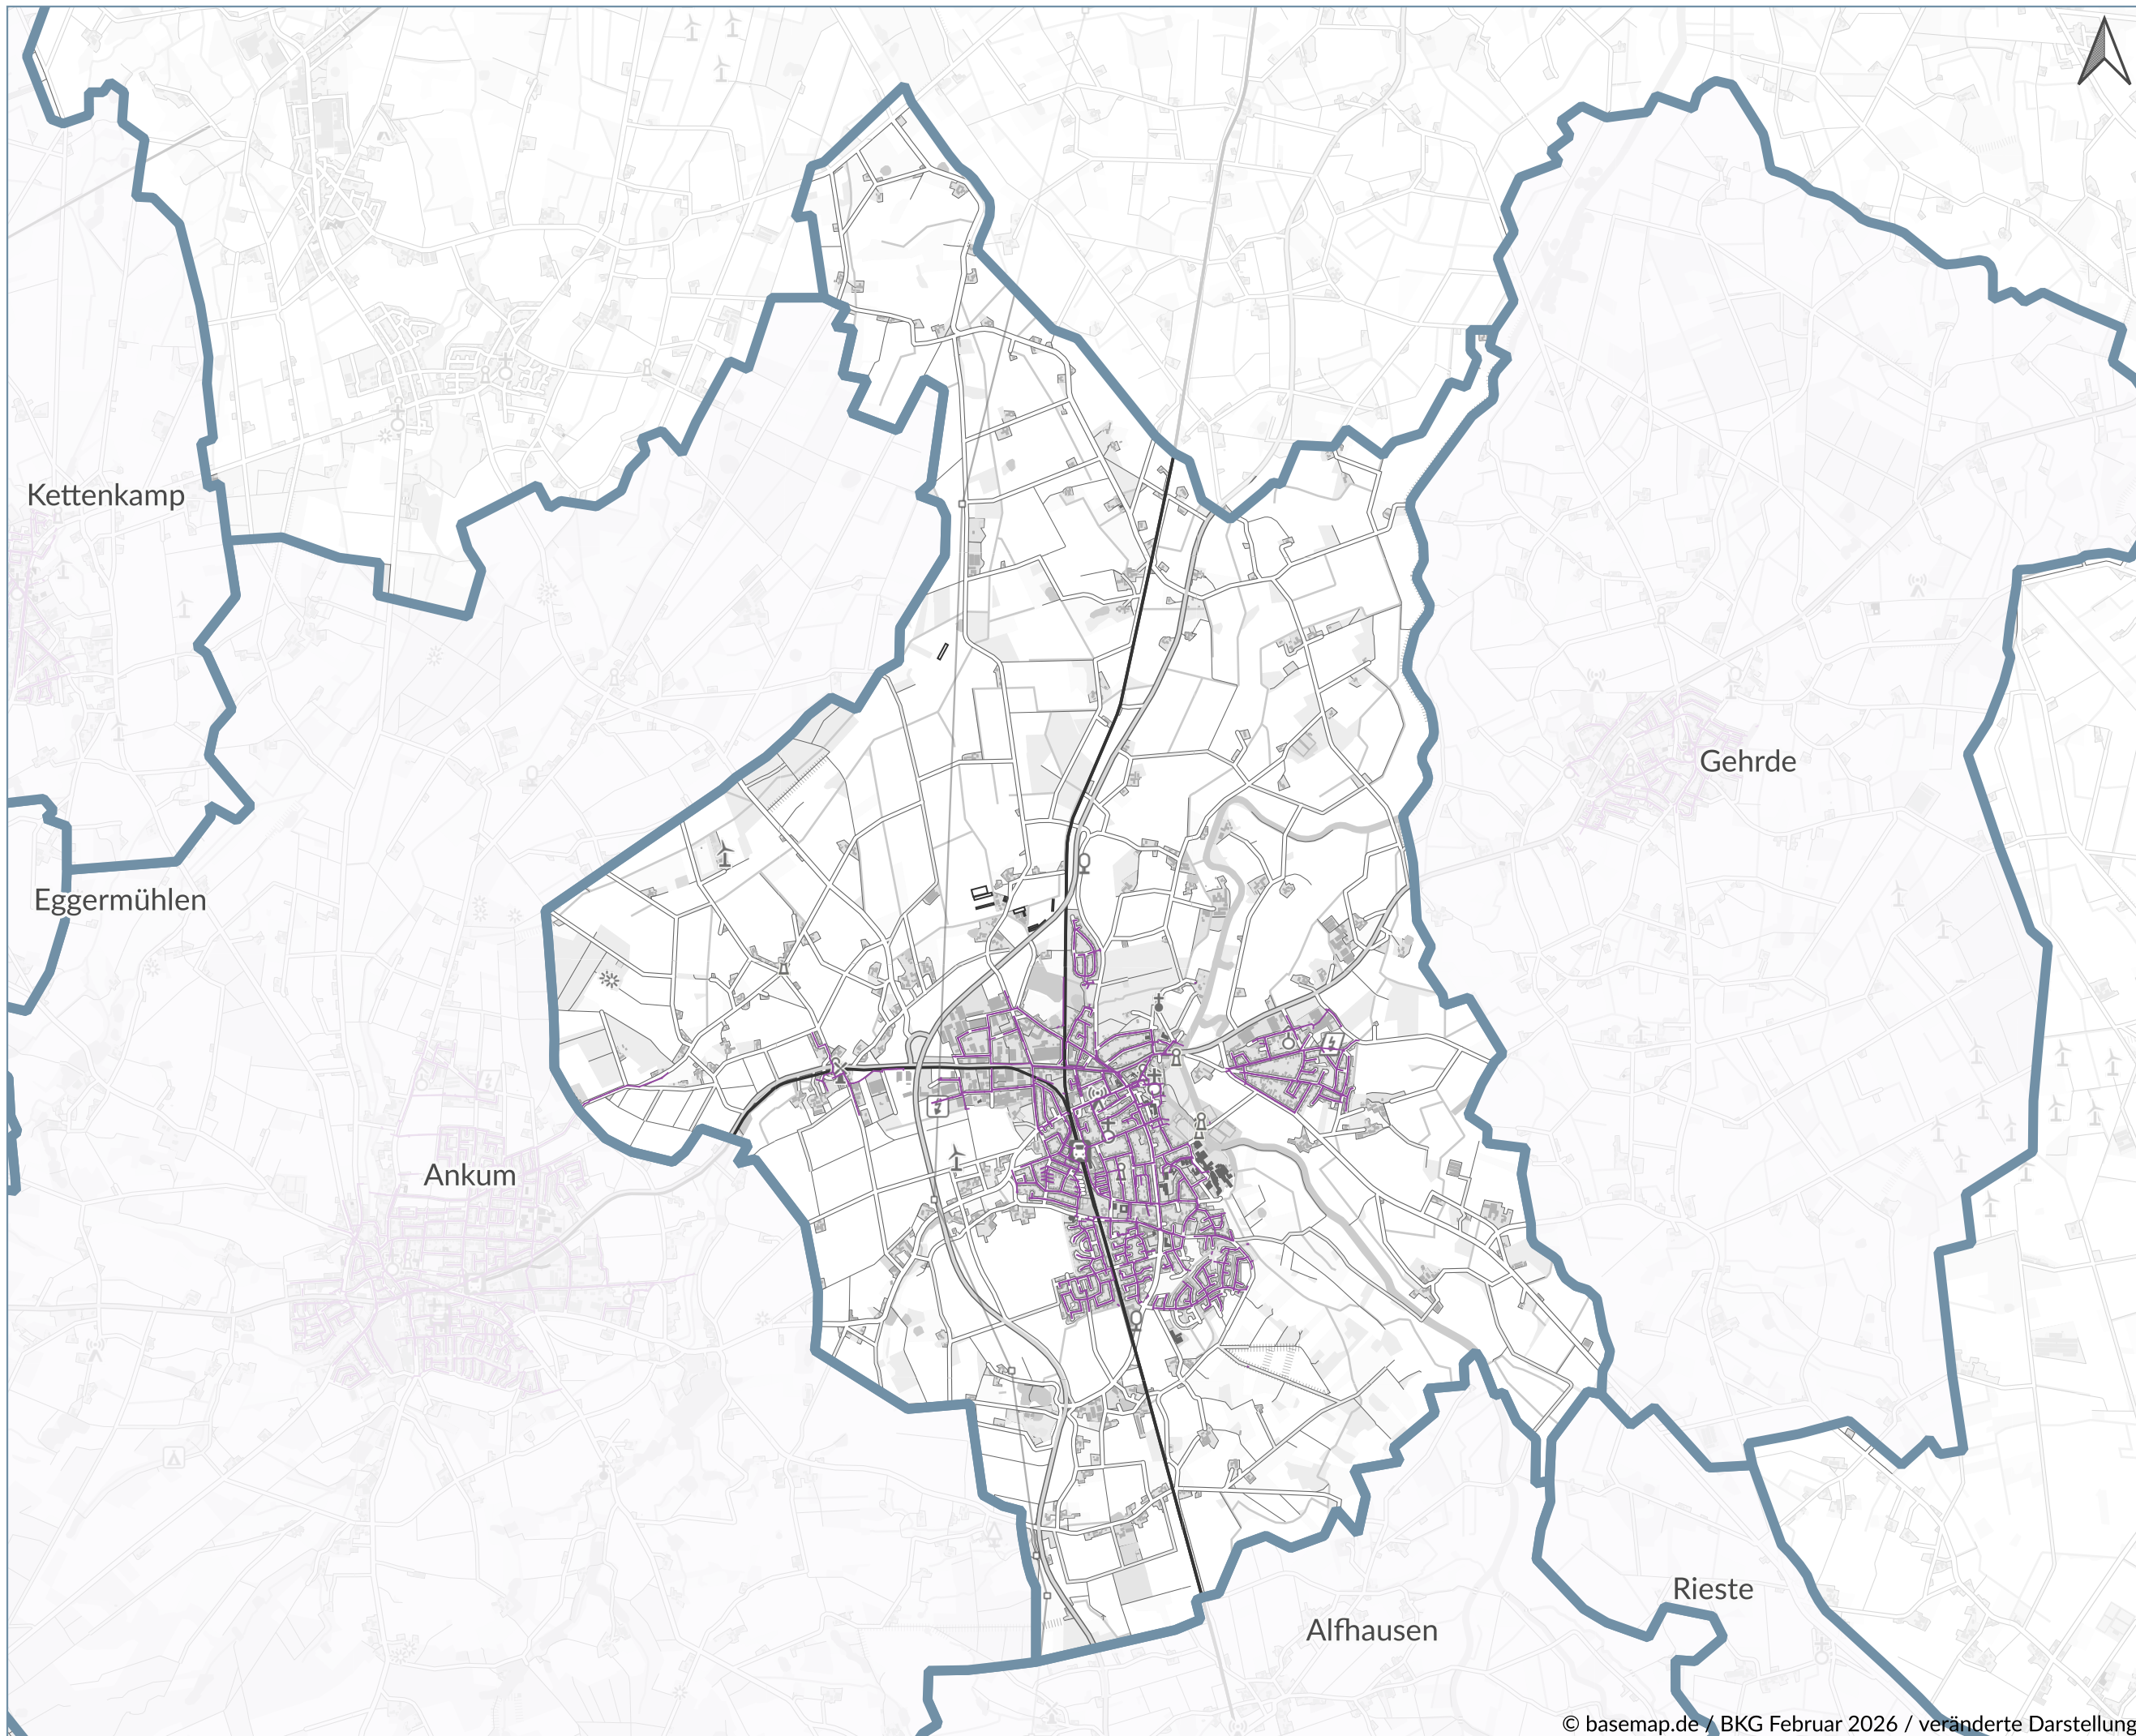 Kettenkamp
Gehrde
Eggermühlen
Ankum
Rieste
Alfhausen
© basemap.de / BKG Februar 2026 / veränderte Darstellung